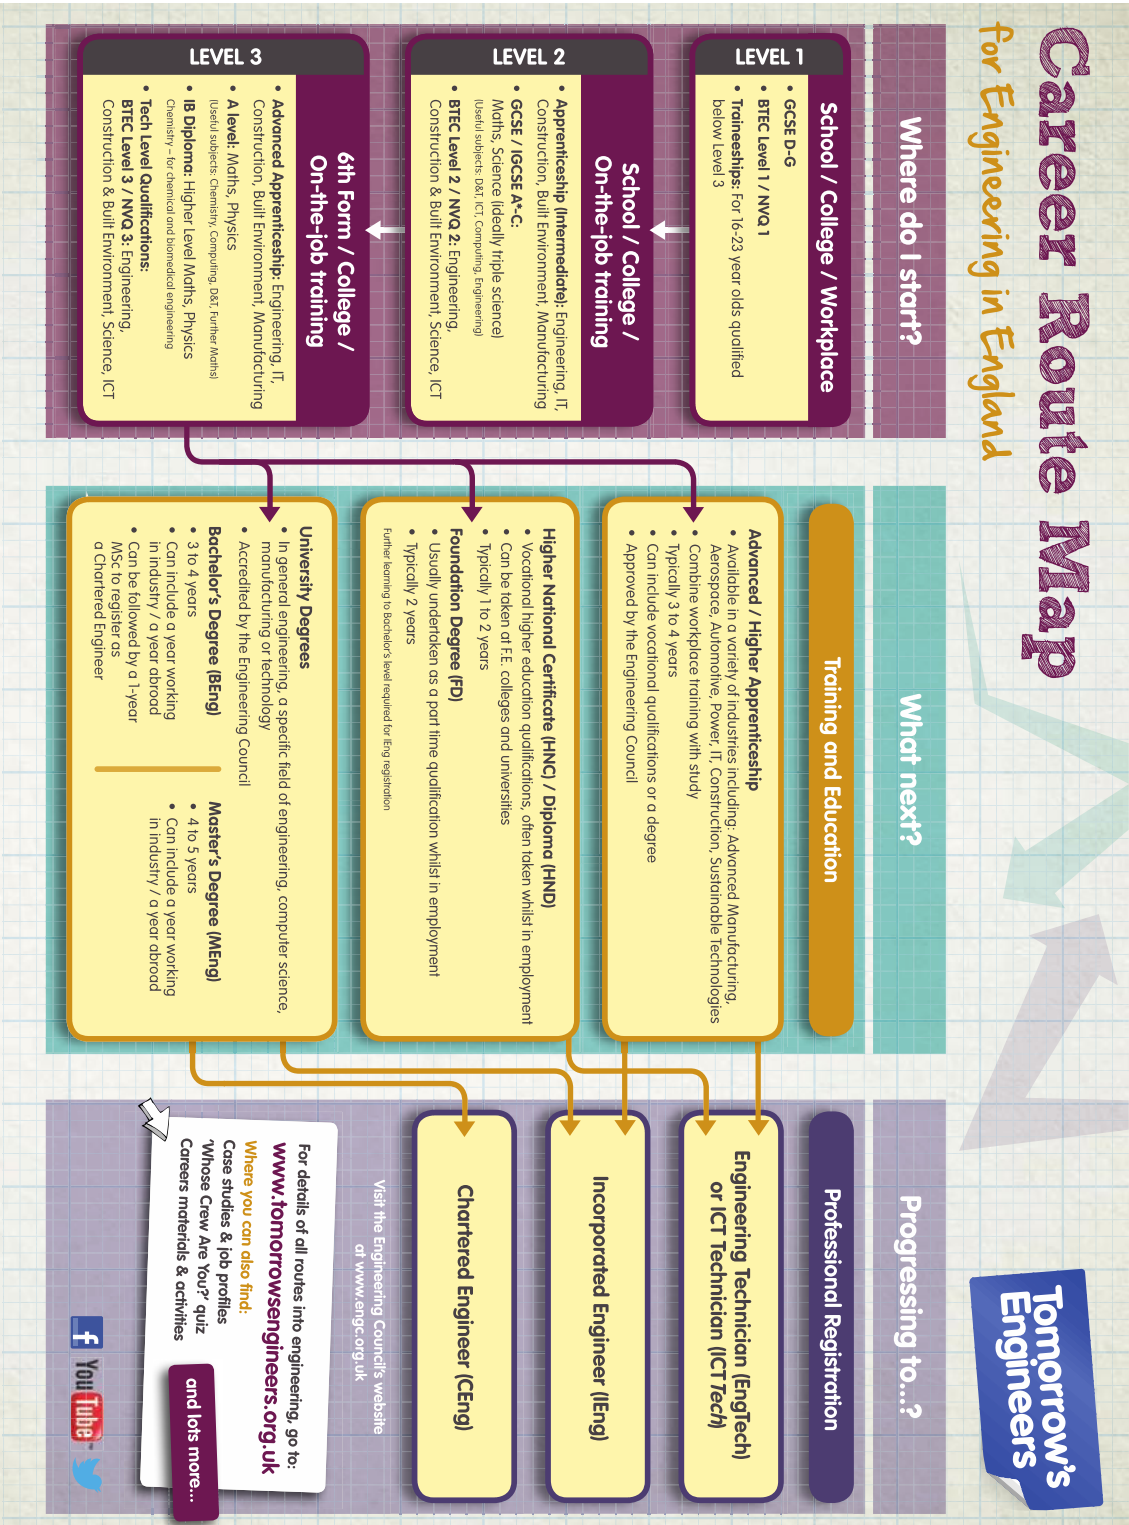 Career Route Map
for Engineering in England
Tomorrow's
Engineers
Where do I start?
School / College / Workplace
LEVEL 1
• GCSE D-G
• BTEC Level 1 / NVQ 1
• Traineeships: For 16-23 year olds qualified
below Level 3
School / College /
On-the-job training
LEVEL 2
• Apprenticeship (Intermediate): Engineering, IT,
Construction, Built Environment, Manufacturing
• GCSE / IGCSE A*-C:
Maths, Science (ideally triple science)
(Useful subjects: D&T, ICT, Computing, Engineering)
• BTEC Level 2 / NVQ 2: Engineering,
Construction & Built Environment, Science, ICT
6th Form / College /
On-the-job training
LEVEL 3
• Advanced Apprenticeship: Engineering, IT,
Construction, Built Environment, Manufacturing
• A level: Maths, Physics
(Useful subjects: Chemistry, Computing, D&T, Further Maths)
• IB Diploma: Higher Level Maths, Physics
Chemistry – for chemical and biomedical engineering
• Tech Level Qualifications:
BTEC Level 3 / NVQ 3: Engineering,
Construction & Built Environment, Science, ICT
What next?
Training and Education
Advanced / Higher Apprenticeship
• Available in a variety of industries including: Advanced Manufacturing,
Aerospace, Automotive, Power, IT, Construction, Sustainable Technologies
• Combine workplace training with study
• Typically 3 to 4 years
• Can include vocational qualifications or a degree
• Approved by the Engineering Council
Higher National Certificate (HNC) / Diploma (HND)
• Vocational higher education qualifications, often taken whilst in employment
• Can be taken at F.E. colleges and universities
• Typically 1 to 2 years
Foundation Degree (FD)
• Usually undertaken as a part time qualification whilst in employment
• Typically 2 years
Further learning to bachelor's level required for IEng registration
University Degrees
• In general engineering, a specific field of engineering, computer science,
manufacturing or technology
• Accredited by the Engineering Council
Bachelor's Degree (BEng)
• 3 to 4 years
• Can include a year working
in industry / a year abroad
• Can be followed by a 1-year
MSc to register as
a Chartered Engineer
Master's Degree (MEng)
• 4 to 5 years
• Can include a year working
in industry / a year abroad
Progressing to...?
Professional Registration
Engineering Technician (EngTech)
or ICT Technician (ICTTech)
Incorporated Engineer (IEng)
Chartered Engineer (CEng)
Visit the Engineering Council's website
at www.engc.org.uk
For details of all routes into engineering, go to:
www.tomorrowsengineers.org.uk
Where you can also find:
Case studies & job profiles
'Whose Crew Are You?' quiz
Careers materials & activities
and lots more...
f
YouTube™